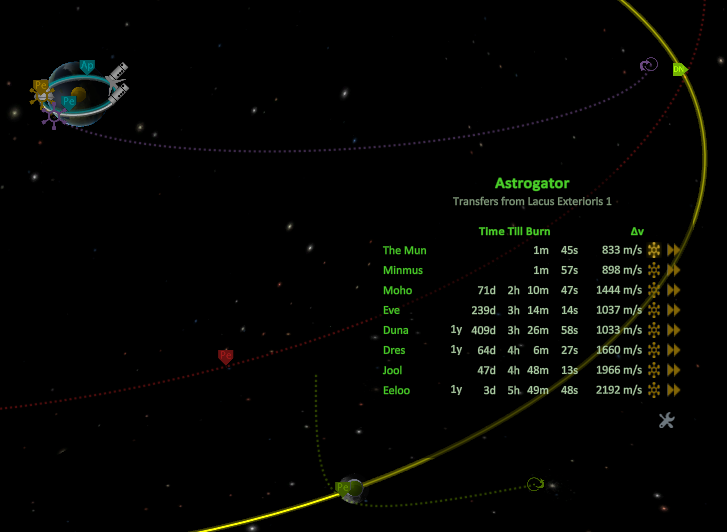 Ap
Pe
Pe
DN
Astrogator
Transfers from Lacus Exterioris 1
Time Till Burn Δv
The Mun 1m 45s 833 m/s
Minmus 1m 57s 898 m/s
Moho 71d 2h 10m 47s 1444 m/s
Eve 239d 3h 14m 14s 1037 m/s
Duna 1y 409d 3h 26m 58s 1033 m/s
Pe
Dres 1y 64d 4h 6m 27s 1660 m/s
Jool 47d 4h 48m 13s 1966 m/s
Eeloo 1y 3d 5h 49m 48s 2192 m/s
Pe